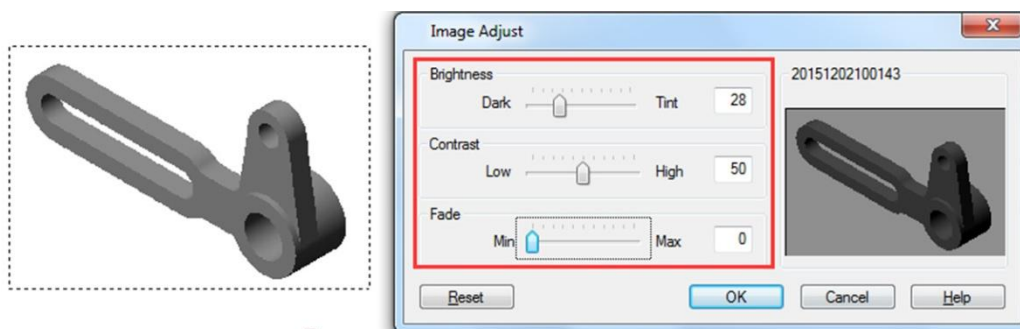 Image Adjust
Brightness
Dark Tint 28
Contrast
Low High 50
Fade
Min Max 0
20151202100143
Reset OK Cancel Help